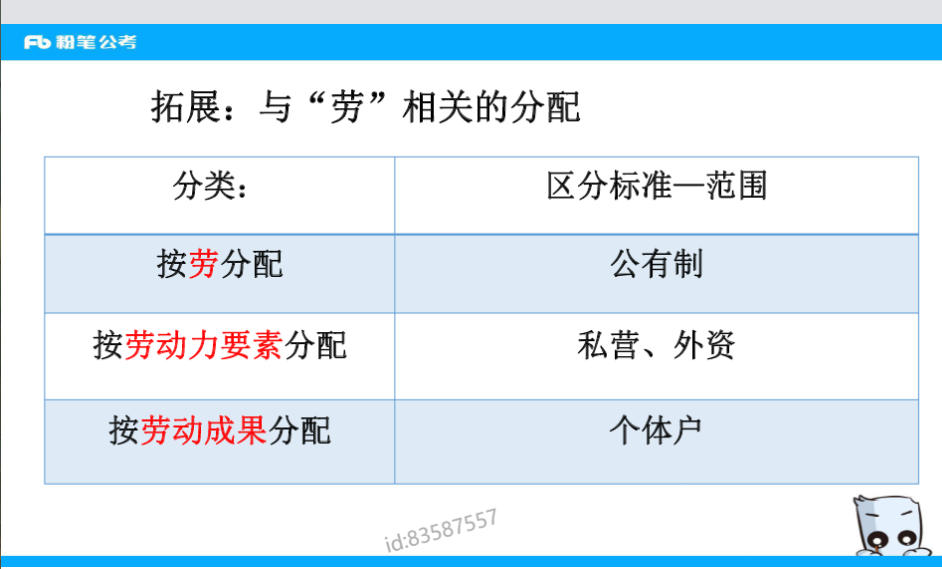 粉笔公考
拓展：与“劳”相关的分配
分类：
区分标准—范围
按劳分配
公有制
按劳动力要素分配
私营、外资
按劳动成果分配
个体户
id:83587557